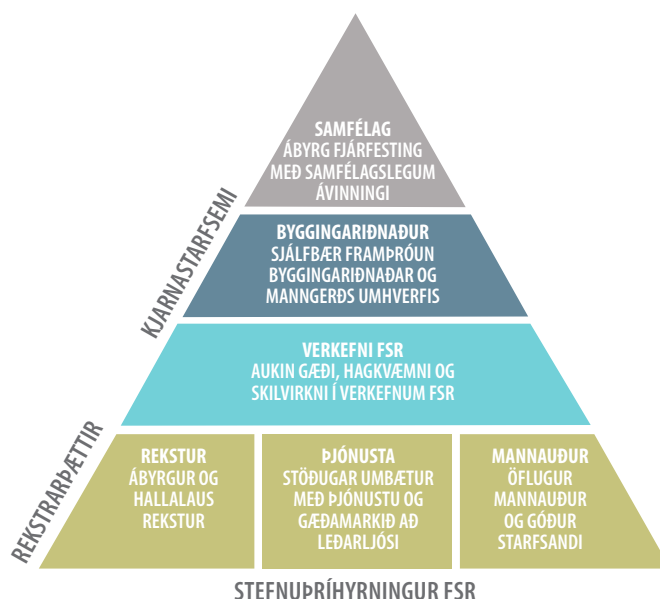 SAMFÉLAG
ÁBYRG FJÁRFESTING
MEÐ SAMFÉLAGSLEGUM
ÁVINNINGI
KJARNASTARFSEMI
BYGGINGARIÐNAÐUR
SJÁLFBÆR FRAMÞRÓUN
BYGGINGARIÐNAÐAR OG
MANNGERÐS UMHVERFIS
VERKEFNI FSR
AUKIN GÆÐI, HAGKVÆMNI OG
SKILVIRKNI Í VERKEFNUM FSR
REKSTRARÞÆTTIR
REKSTUR
ÁBYRGUR OG
HALLALAUS
REKSTUR
ÞJÓNUSTA
STÖÐUGAR UMBÆTUR
MEÐ ÞJÓNUSTU OG
GÆÐAMARKIÐ AÐ
LEÐARLJÓSI
MANNAUÐUR
ÖFLUGUR
MANNAUÐUR
OG GÓÐUR
STARFSANDI
STEFNUÞRÍHYRNINGUR FSR